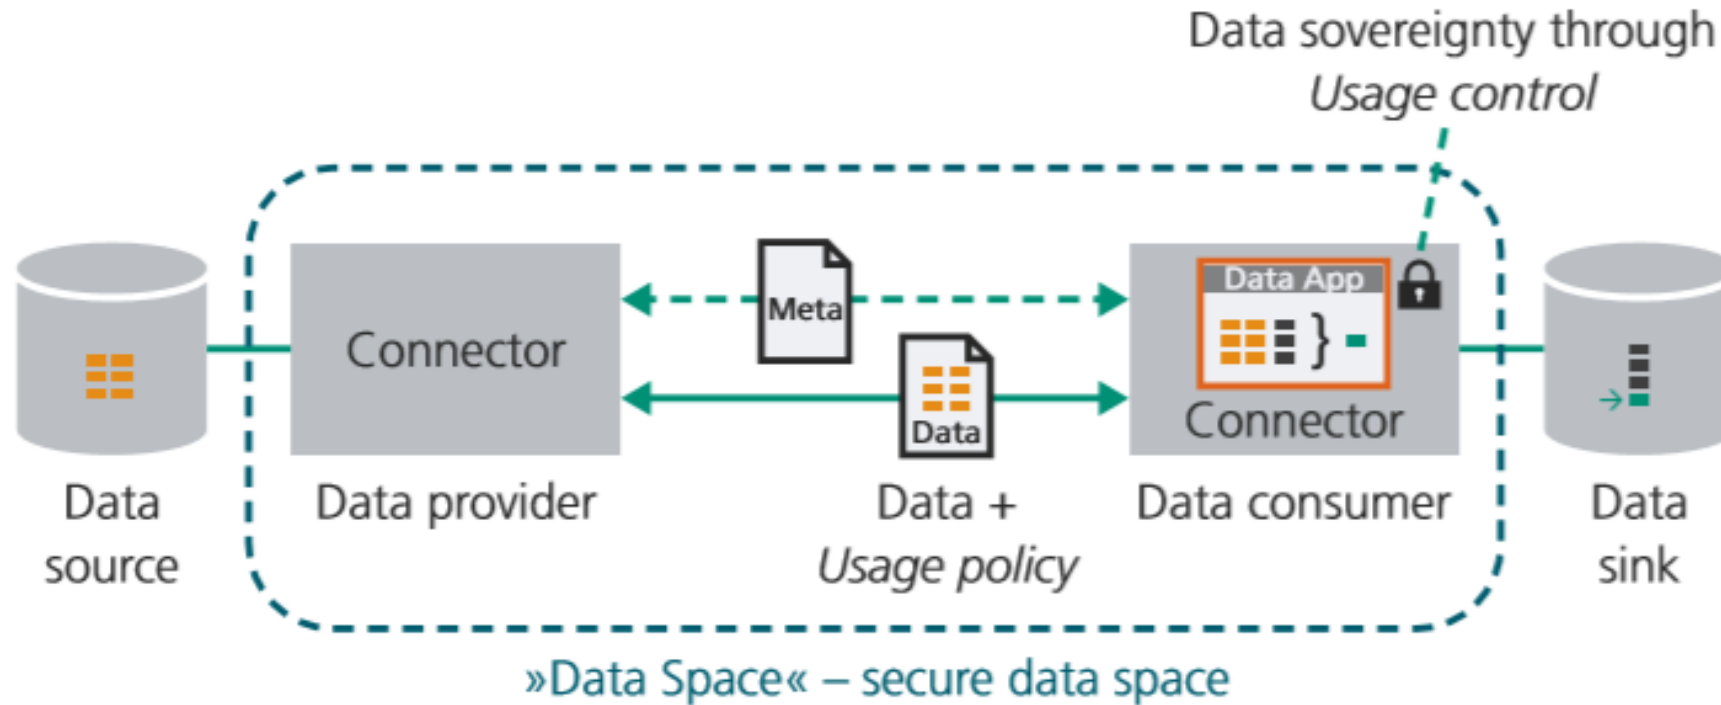 Data sovereignty through
Usage control
Meta
Data App
Connector
Data
Connector
Data
source
Data provider
Data +
Usage policy
Data consumer
Data
sink
»Data Space« – secure data space